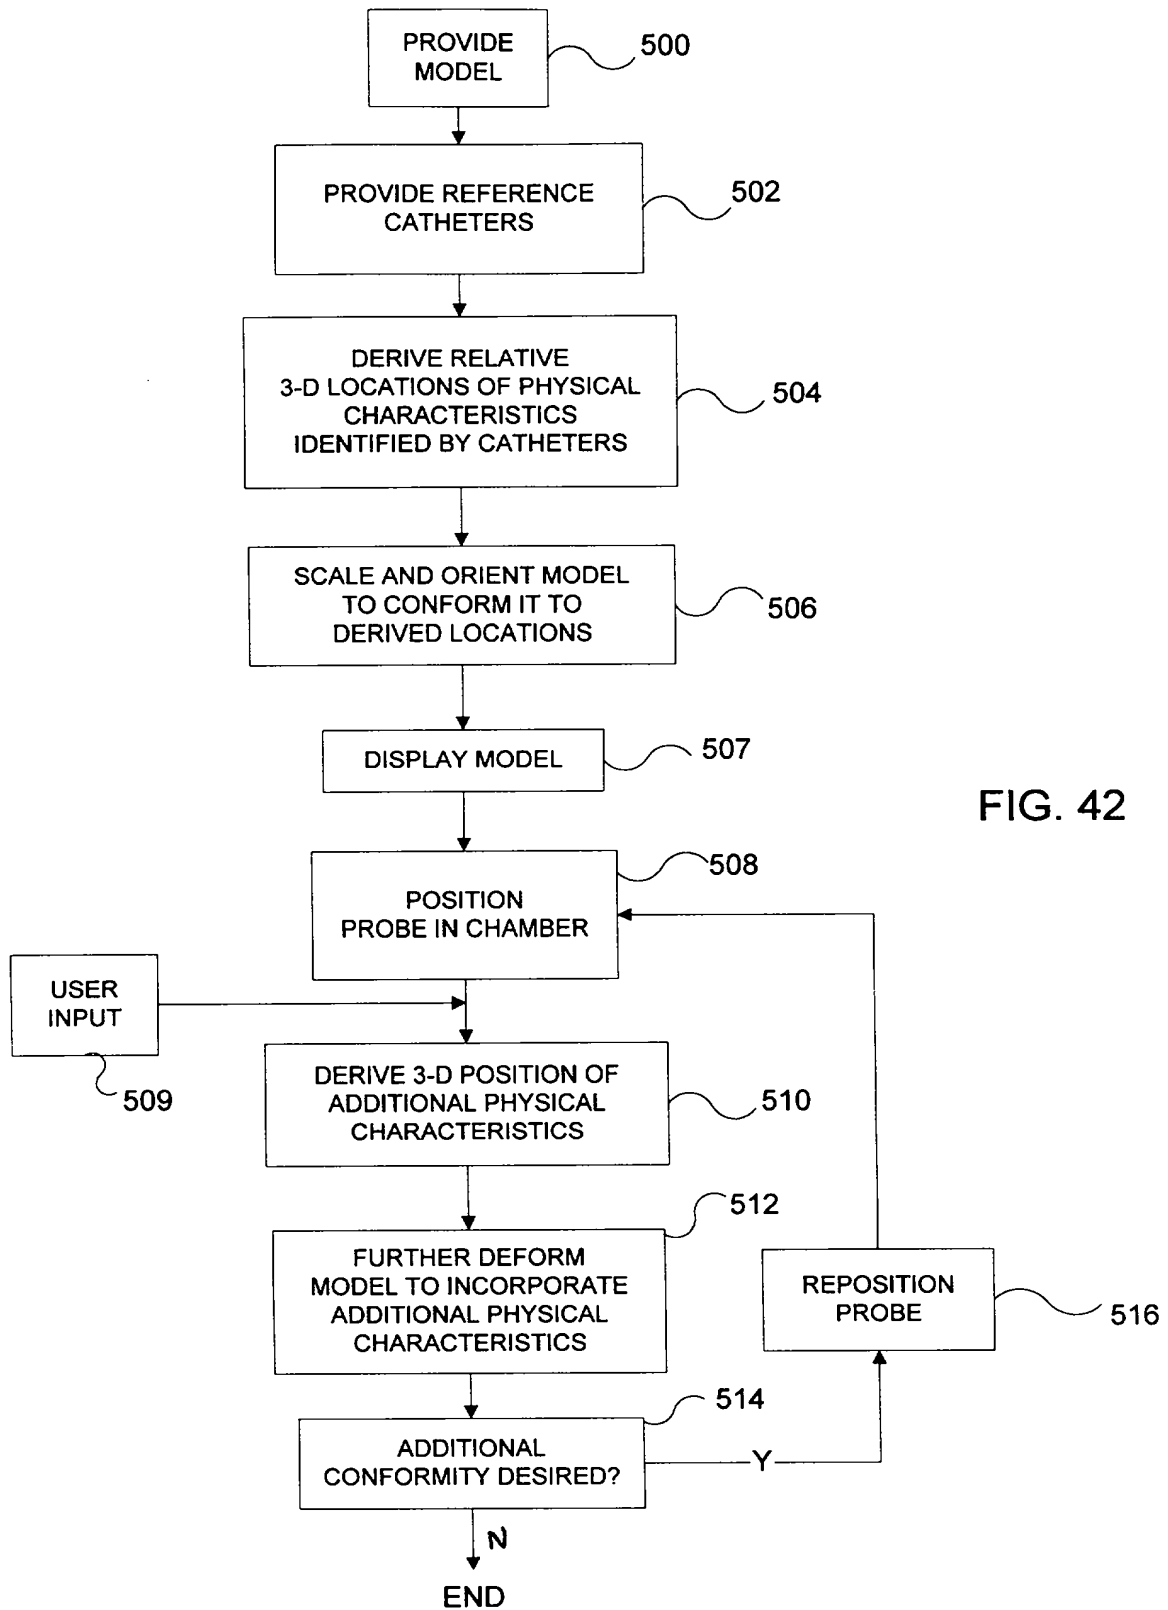 PROVIDE
MODEL
500
PROVIDE REFERENCE
CATHETERS
502
DERIVE RELATIVE
3-D LOCATIONS OF PHYSICAL
CHARACTERISTICS
IDENTIFIED BY CATHETERS
504
SCALE AND ORIENT MODEL
TO CONFORM IT TO
DERIVED LOCATIONS
506
DISPLAY MODEL
507
FIG. 42
POSITION
PROBE IN CHAMBER
508
USER
INPUT
509
DERIVE 3-D POSITION OF
ADDITIONAL PHYSICAL
CHARACTERISTICS
510
FURTHER DEFORM
MODEL TO INCORPORATE
ADDITIONAL PHYSICAL
CHARACTERISTICS
512
REPOSITION
PROBE
516
ADDITIONAL
CONFORMITY DESIRED?
514
Y
N
END